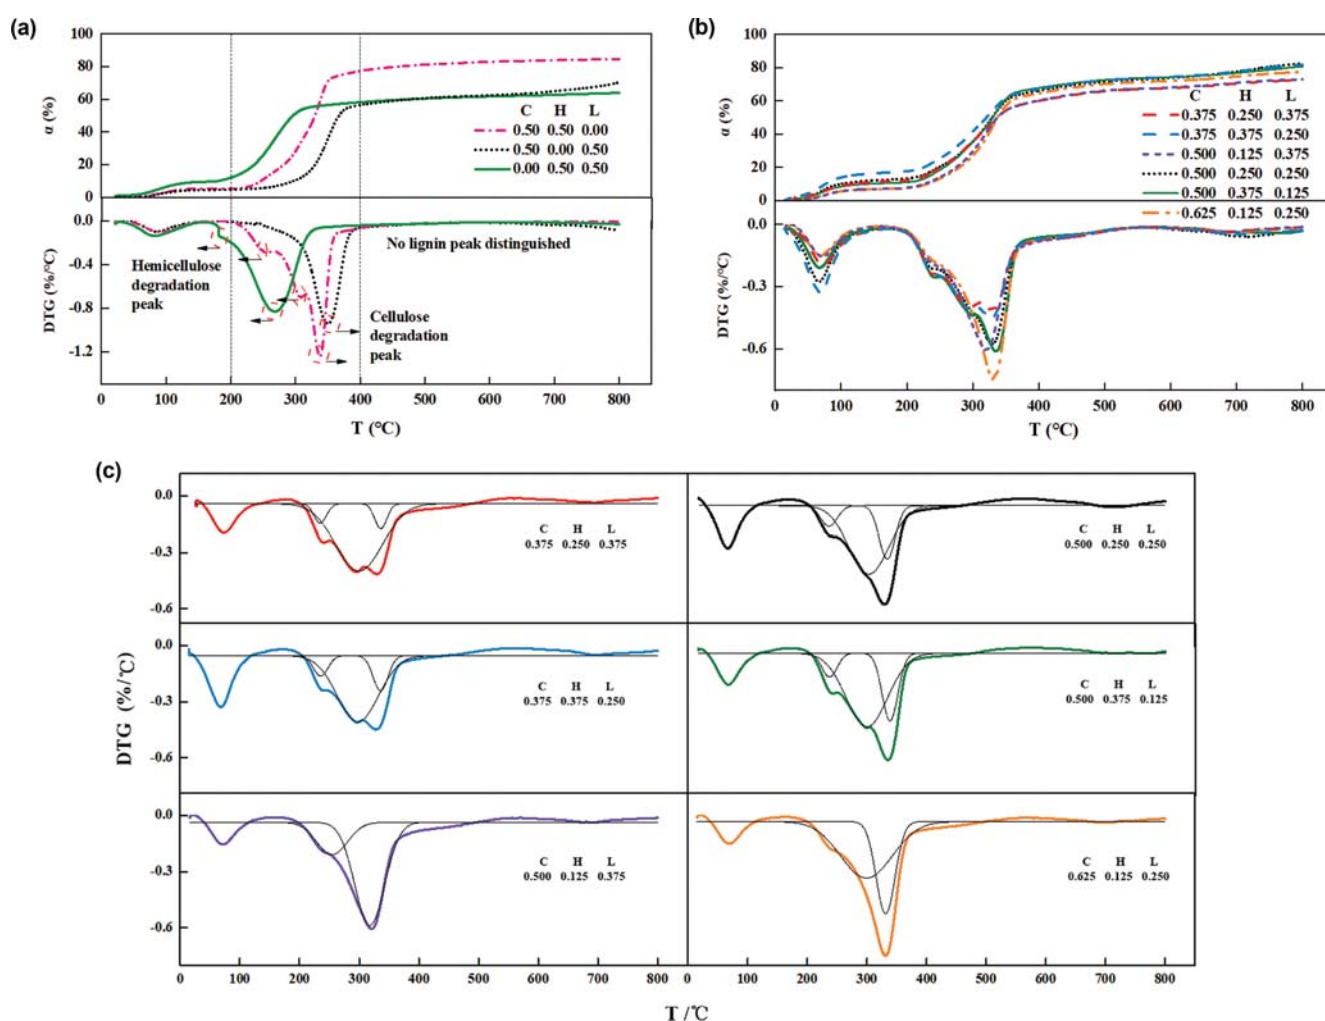 (a)
100
80
60
40
20
0
α (%)
C H L
0.50 0.50 0.00
0.50 0.00 0.50
0.00 0.50 0.50
0.0
-0.4
-0.8
-1.2
DTG (%/°C)
Hemicellulose
degradation
peak
No lignin peak distinguished
Cellulose
degradation
peak
0 100 200 300 400 500 600 700 800
T (°C)
(b)
100
80
60
40
20
0
α (%)
C H L
0.375 0.250 0.375
0.375 0.375 0.250
0.500 0.125 0.375
0.500 0.250 0.250
0.500 0.375 0.125
0.625 0.125 0.250
0.0
-0.3
-0.6
DTG (%/°C)
0 100 200 300 400 500 600 700 800
T (°C)
(c)
0.0
-0.3
-0.6
C H L
0.375 0.250 0.375
C H L
0.500 0.250 0.250
0.0
-0.3
-0.6
C H L
0.375 0.375 0.250
C H L
0.500 0.375 0.125
0.0
-0.3
-0.6
C H L
0.500 0.125 0.375
C H L
0.625 0.125 0.250
DTG (%/℃)
0 100 200 300 400 500 600 700 800
0 100 200 300 400 500 600 700 800
T /℃